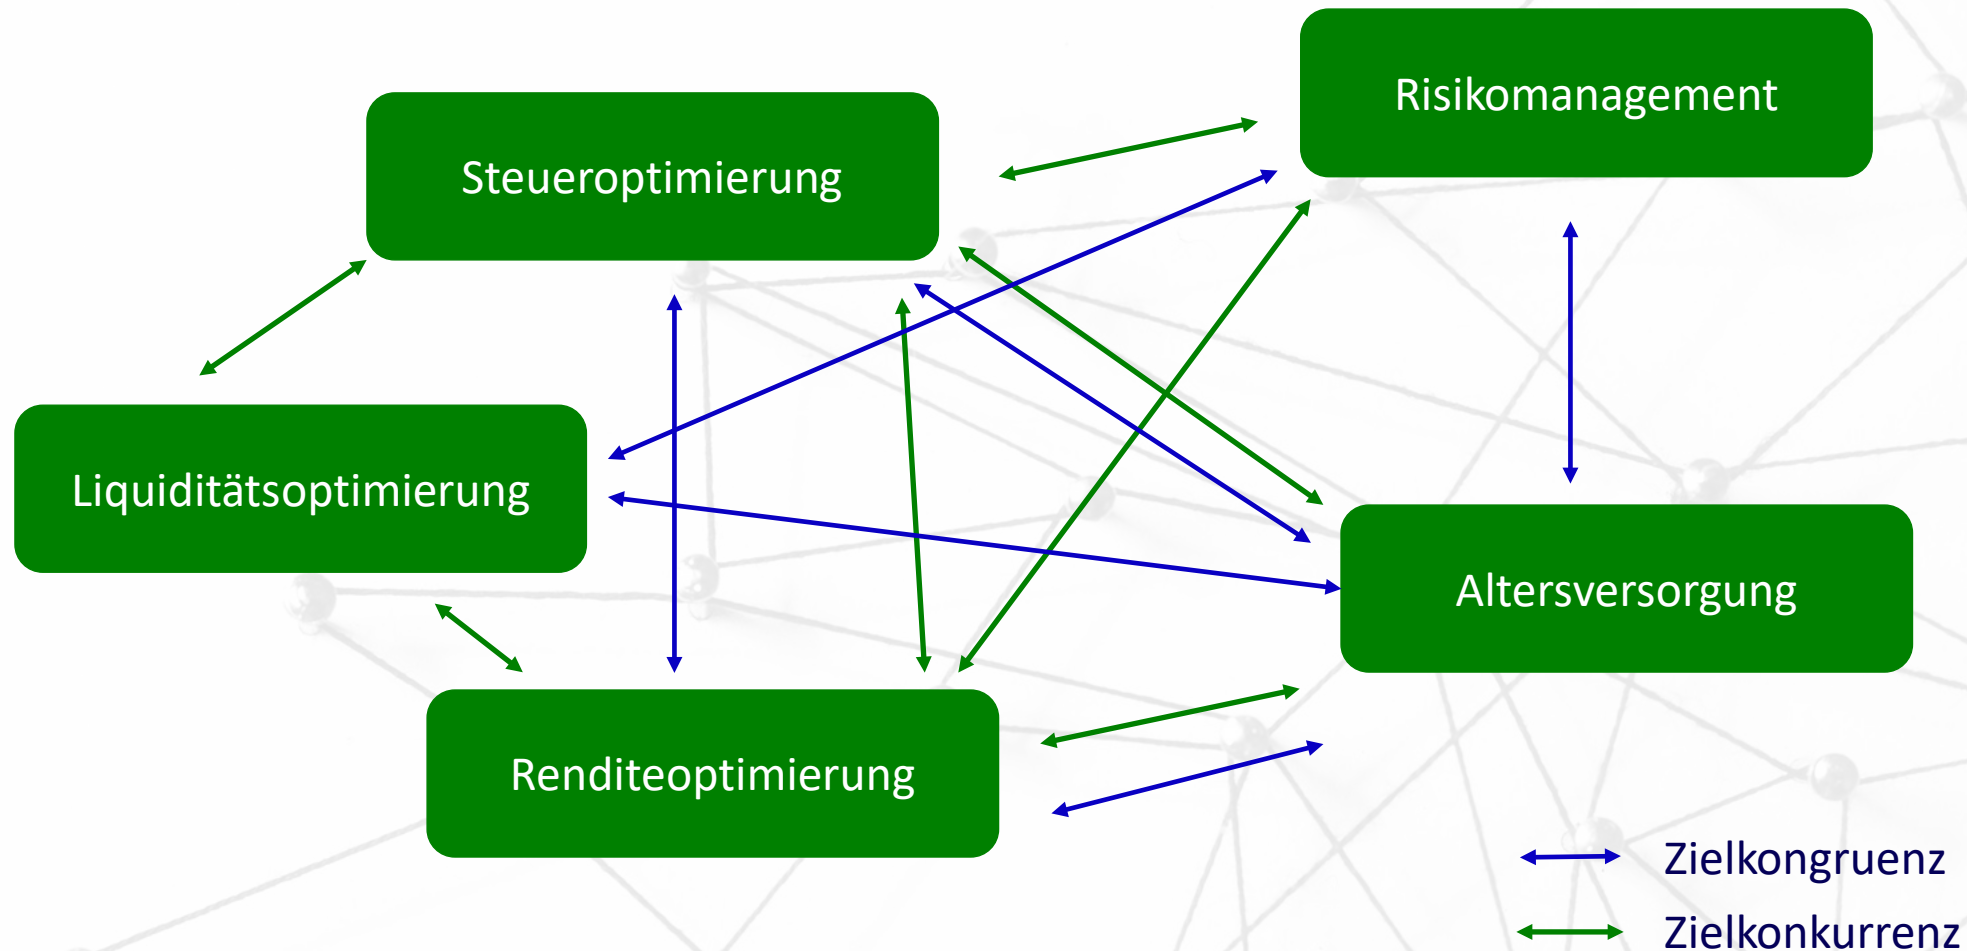 Risikomanagement
Steueroptimierung
Liquiditätsoptimierung
Altersversorgung
Renditeoptimierung
Zielkongruenz
Zielkonkurrenz